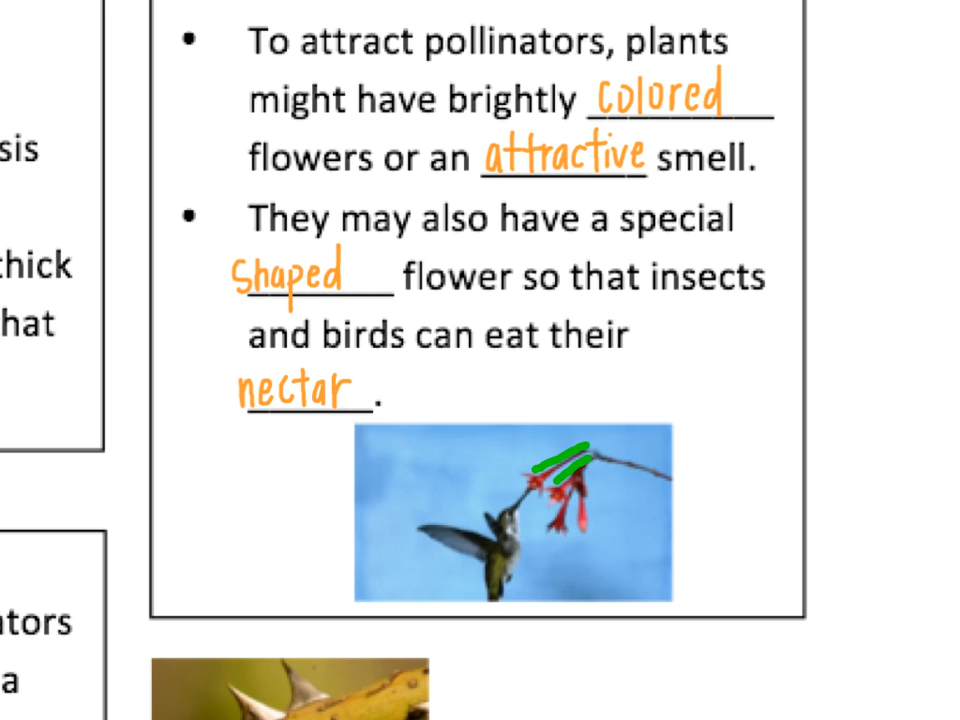 To attract pollinators, plants
might have brightly colored
flowers or an attractive smell.
They may also have a special
shaped flower so that insects
and birds can eat their
nectar.
sis
thick
hat
ators
a